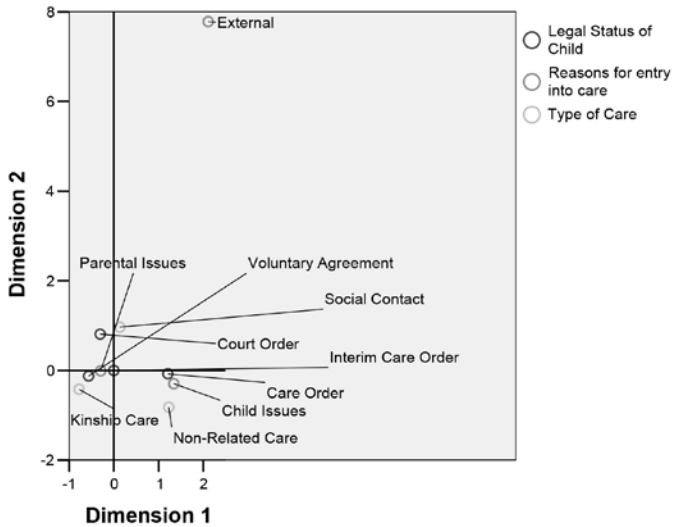 8
External
Legal Status of
Child
Reasons for entry
into care
Type of Care
6
4
Dimension 2
Parental Issues
Voluntary Agreement
2
Social Contact
Court Order
Interim Care Order
0
Care Order
Child Issues
Kinship Care
Non-Related Care
-2
-1 0 1 2
Dimension 1